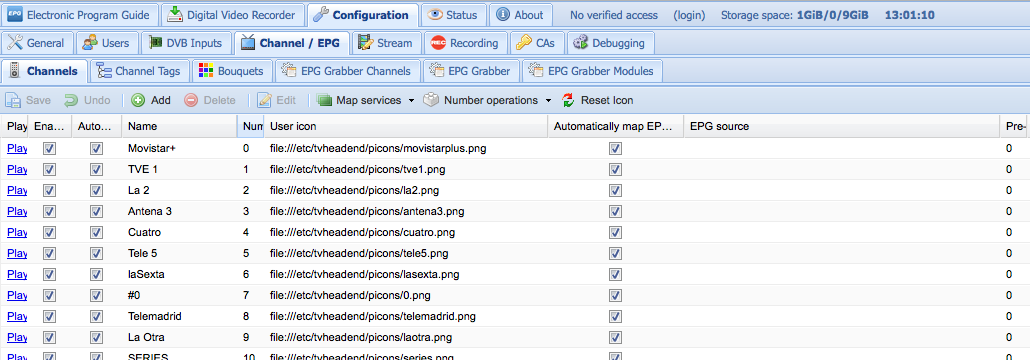 EPG Electronic Program Guide Digital Video Recorder Configuration Status About No verified access (login) Storage space: 1GiB/0/9GiB 13:01:10
General Users DVB Inputs Channel / EPG Stream REC Recording CAs Debugging
Channels Channel Tags Bouquets EPG Grabber Channels EPG Grabber EPG Grabber Modules
Save Undo Add Delete Edit Map services Number operations Reset Icon
Play Ena... Auto... Name Num User icon Automatically map EP... EPG source Pre-
Play Movistar+ 0 file:///etc/tvheadend/picons/movistarplus.png 0
Play TVE 1 1 file:///etc/tvheadend/picons/tve1.png 0
Play La 2 2 file:///etc/tvheadend/picons/la2.png 0
Play Antena 3 3 file:///etc/tvheadend/picons/antena3.png 0
Play Cuatro 4 file:///etc/tvheadend/picons/cuatro.png 0
Play Tele 5 5 file:///etc/tvheadend/picons/tele5.png 0
Play laSexta 6 file:///etc/tvheadend/picons/lasexta.png 0
Play #0 7 file:///etc/tvheadend/picons/0.png 0
Play Telemadrid 8 file:///etc/tvheadend/picons/telemadrid.png 0
Play La Otra 9 file:///etc/tvheadend/picons/laotra.png 0
Play SERIES 10 file:///etc/tvheadend/picons/series.png 0